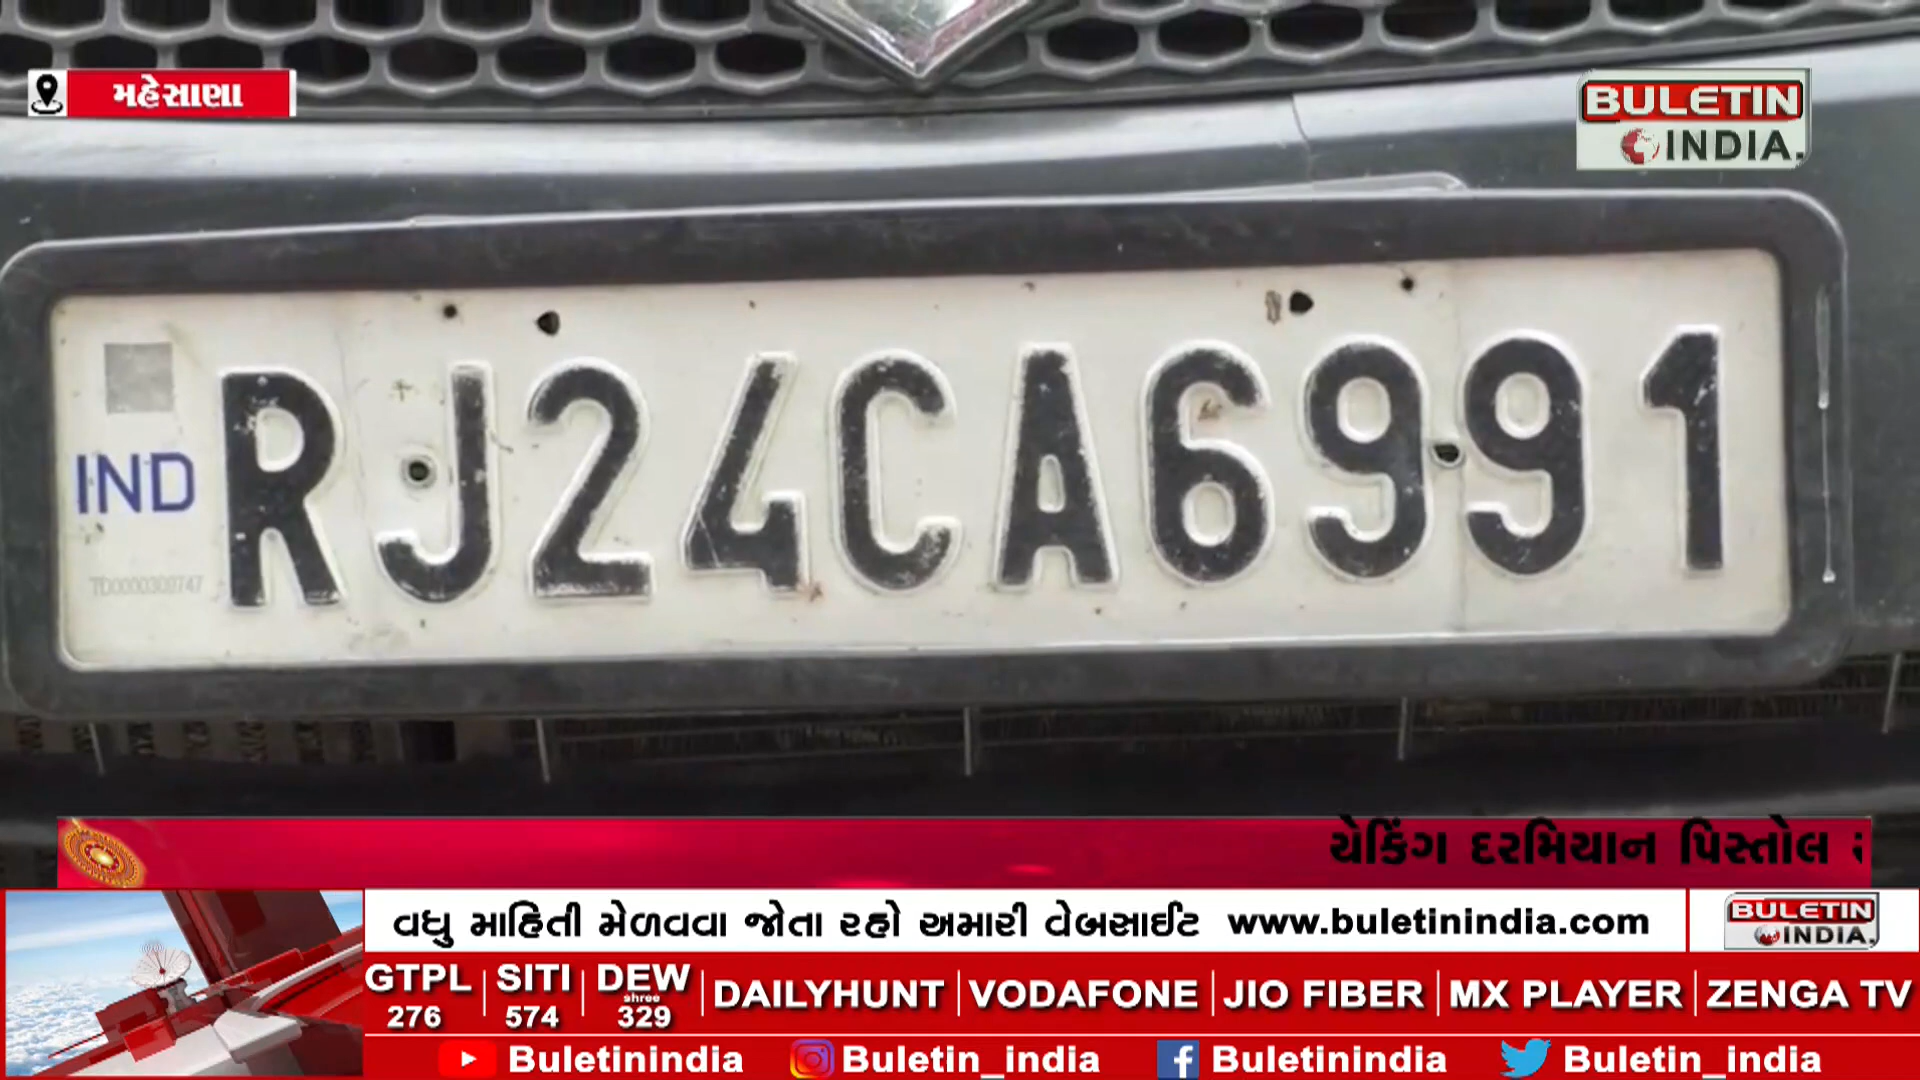 મહેસાણા
BULETIN
INDIA.
IND
RJ24CA6991
ચેકિંગ દરમિયાન પિસ્તોલ
વધુ માહિતી મેળવવા જોતા રહો અમારી વેબસાઈટ www.buletinindia.com
BULETIN
INDIA.
GTPL 276 | SITI 574 | DEW shree 329 | DAILYHUNT | VODAFONE | JIO FIBER | MX PLAYER | ZENGA TV
Buletinindia Buletin_india Buletinindia Buletin_india